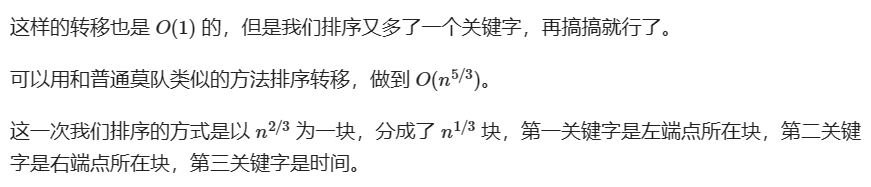 这样的转移也是 O(1) 的，但是我们排序又多了一个关键字，再搞搞就行了。
可以用和普通莫队类似的方法排序转移，做到 O(n^{5/3})。
这一次我们排序的方式是以 n^{2/3} 为一块，分成了 n^{1/3} 块，第一关键字是左端点所在块，第二关键
字是右端点所在块，第三关键字是时间。